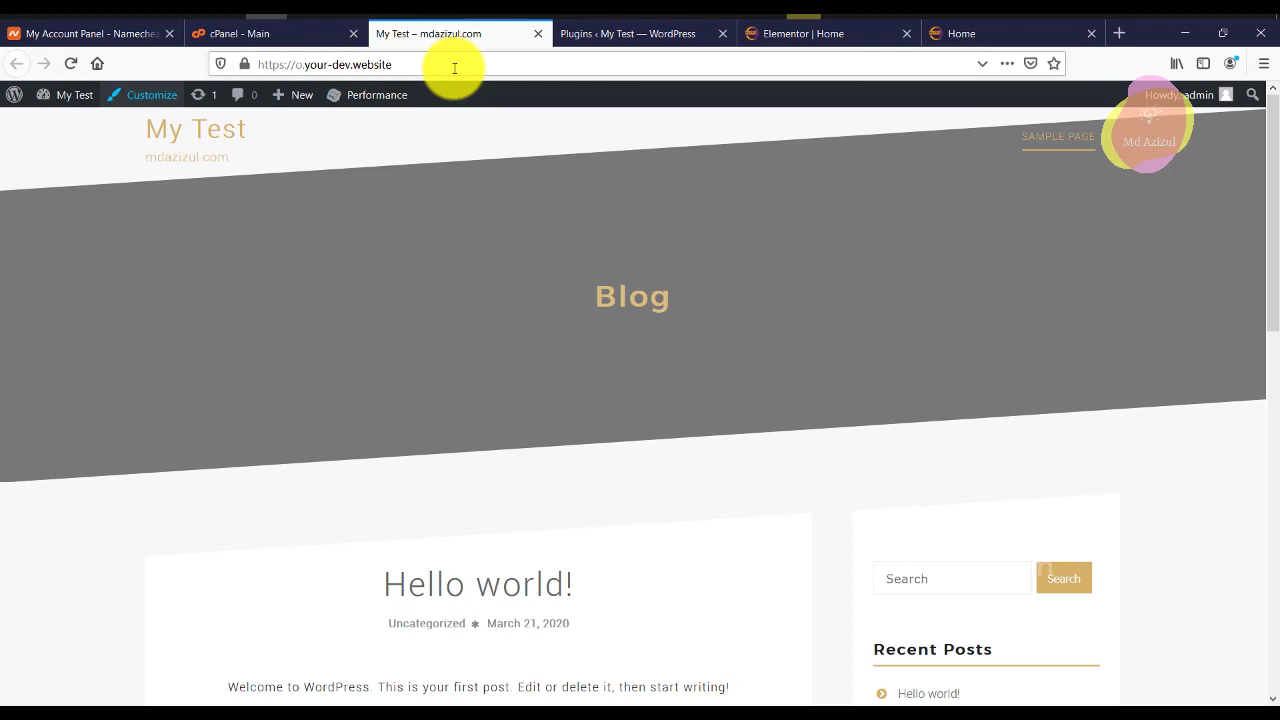 My Account Panel - Namechea
cPanel - Main
My Test – mdazizul.com
Plugins ‹ My Test — WordPress
Elementor | Home
Home
https://o.your-dev.website
My Test
Customize
1
0
New
Performance
Howdy, admin
My Test
mdazizul.com
SAMPLE PAGE
Md Azizul
Blog
Hello world!
Uncategorized ✱ March 21, 2020
Welcome to WordPress. This is your first post. Edit or delete it, then start writing!
Search
Search
Recent Posts
Hello world!